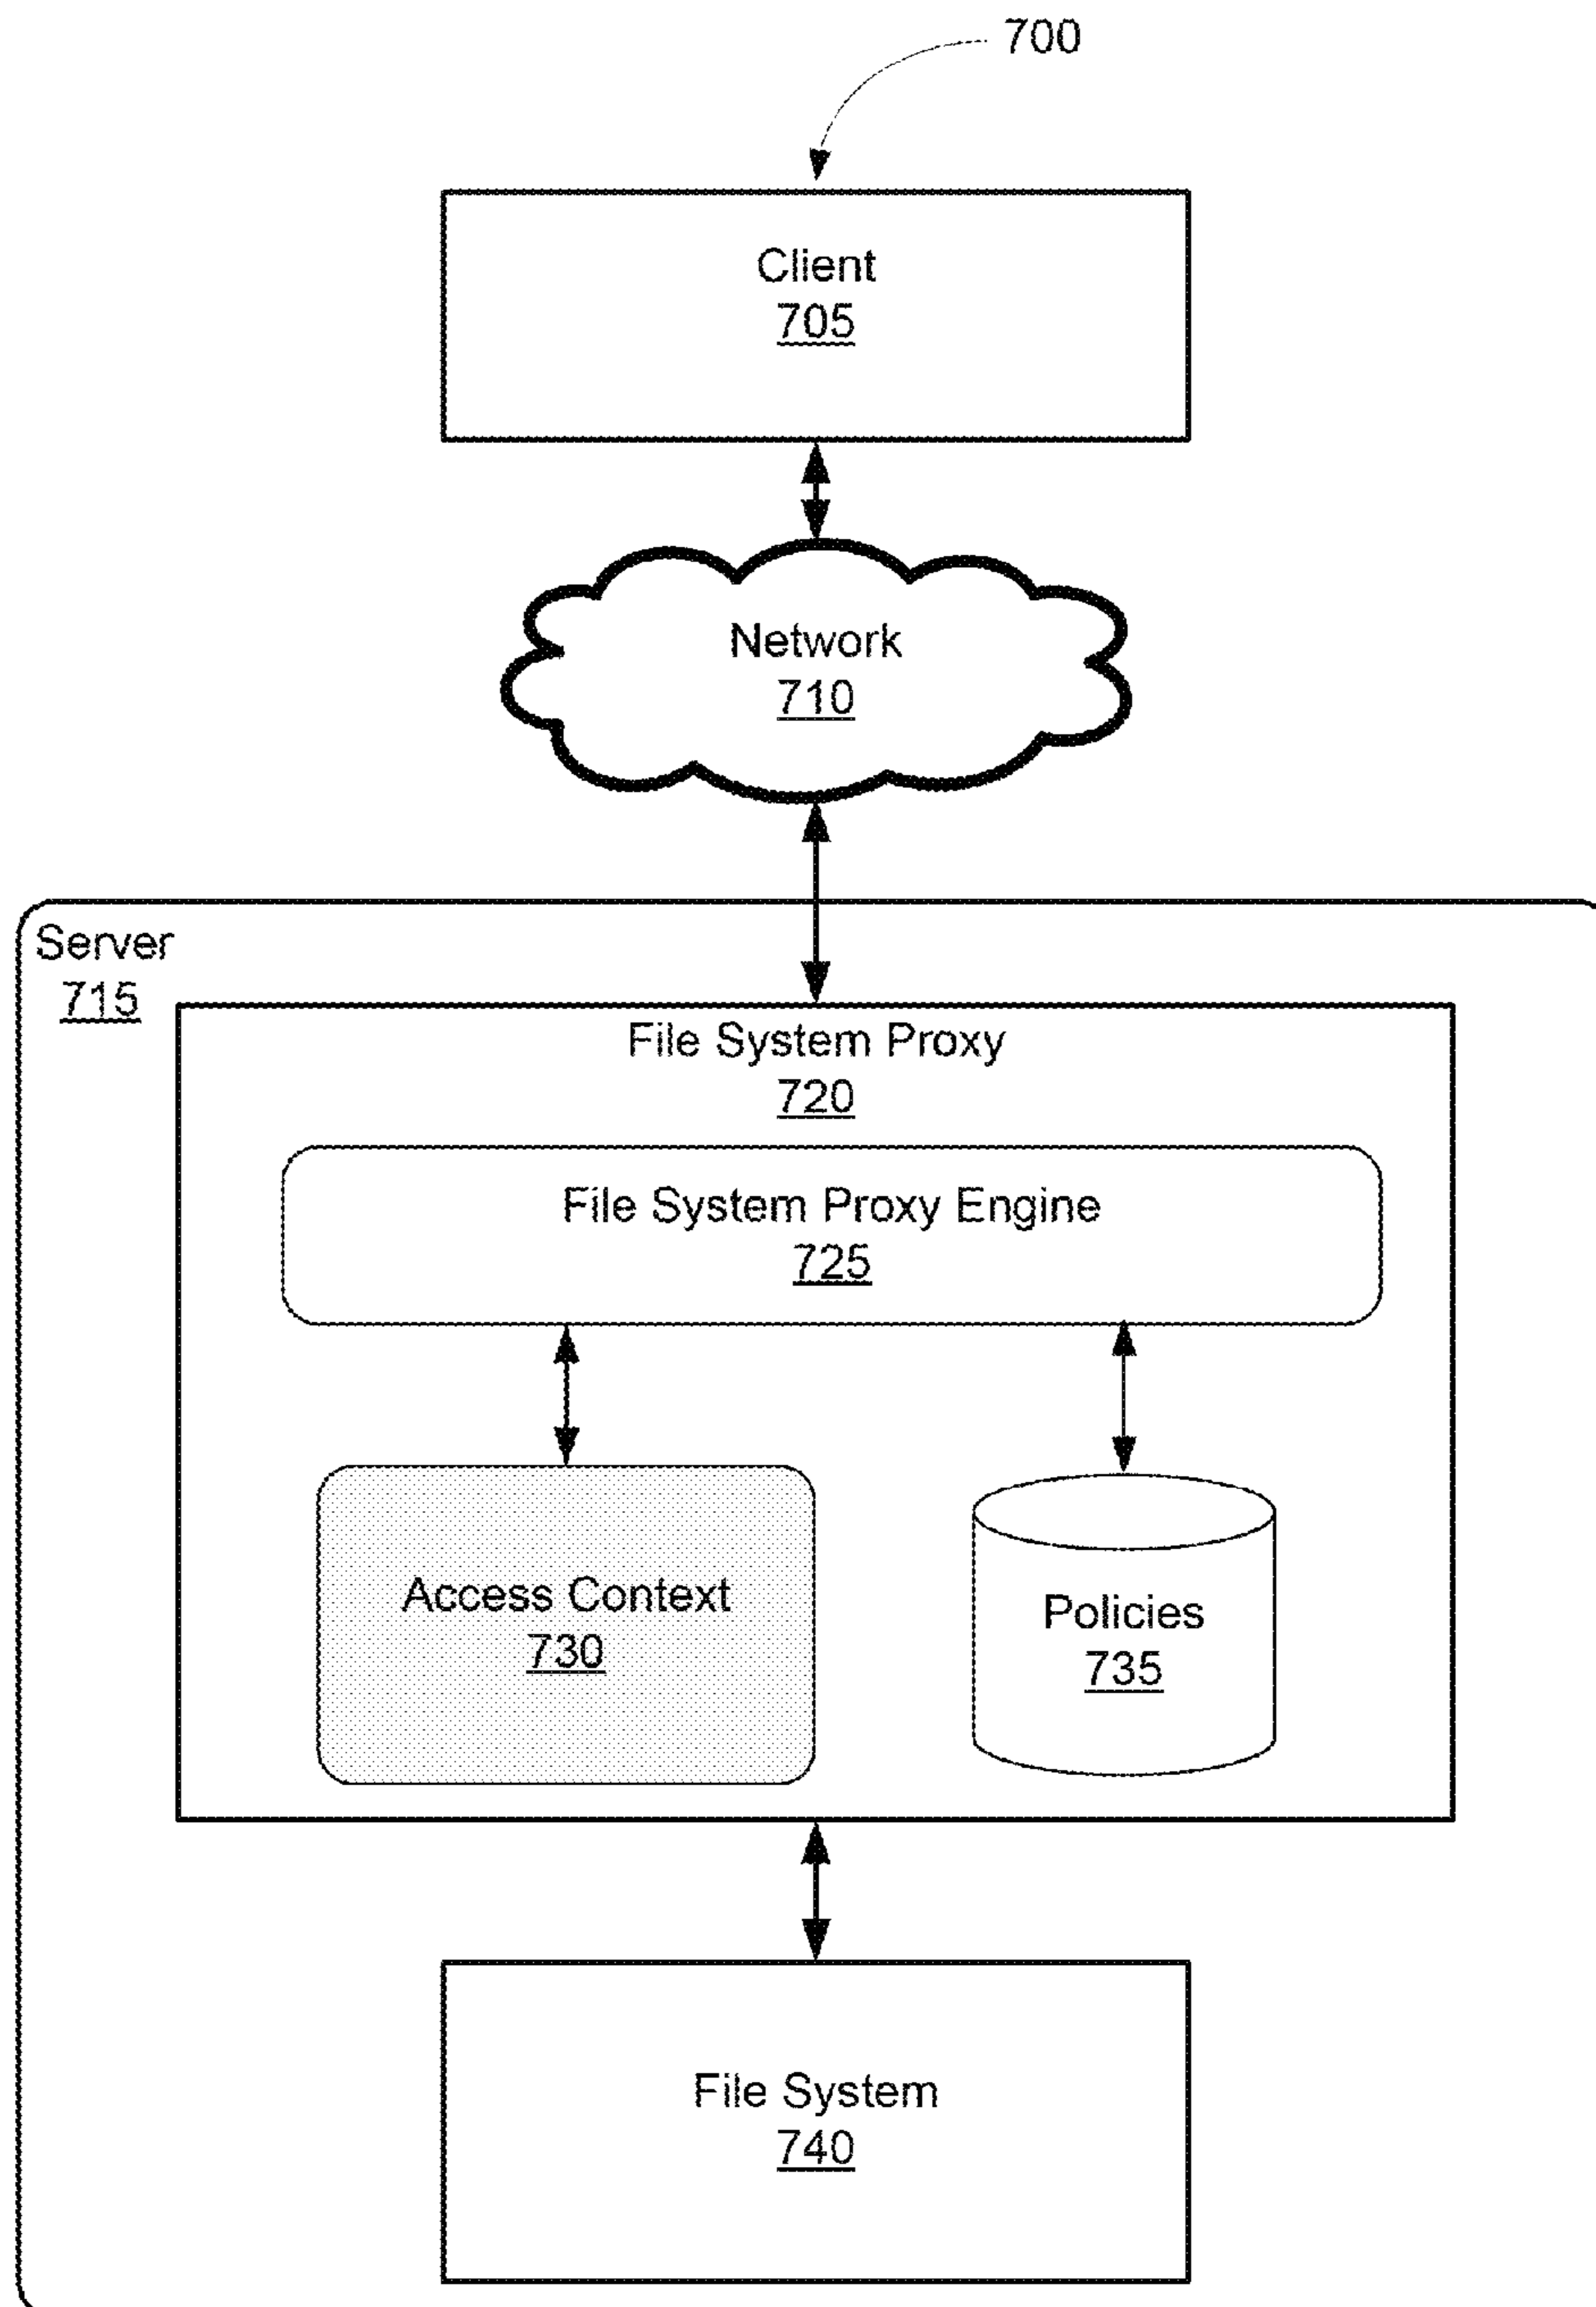 700
Client
705
Network
710
Server
715
File System Proxy
720
File System Proxy Engine
725
Access Context
730
Policies
735
File System
740